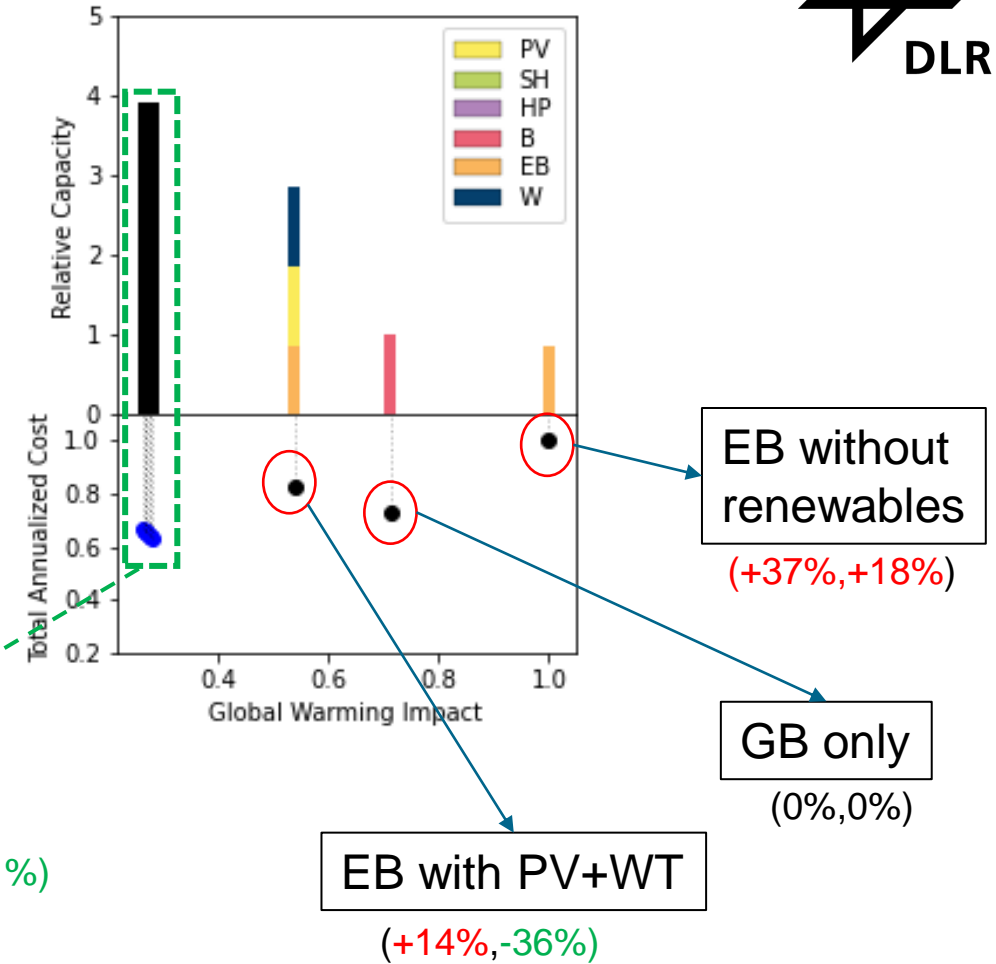 DLR
5
4
3
2
1
0
Relative Capacity
PV
SH
HP
B
EB
W
1.0
0.8
0.6
0.4
0.2
Total Annualized Cost
0.4
0.6
0.8
1.0
Global Warming Impact
EB without
renewables
(+37%,+18%)
GB only
(0%,0%)
EB with PV+WT
(+14%,-36%)
%)